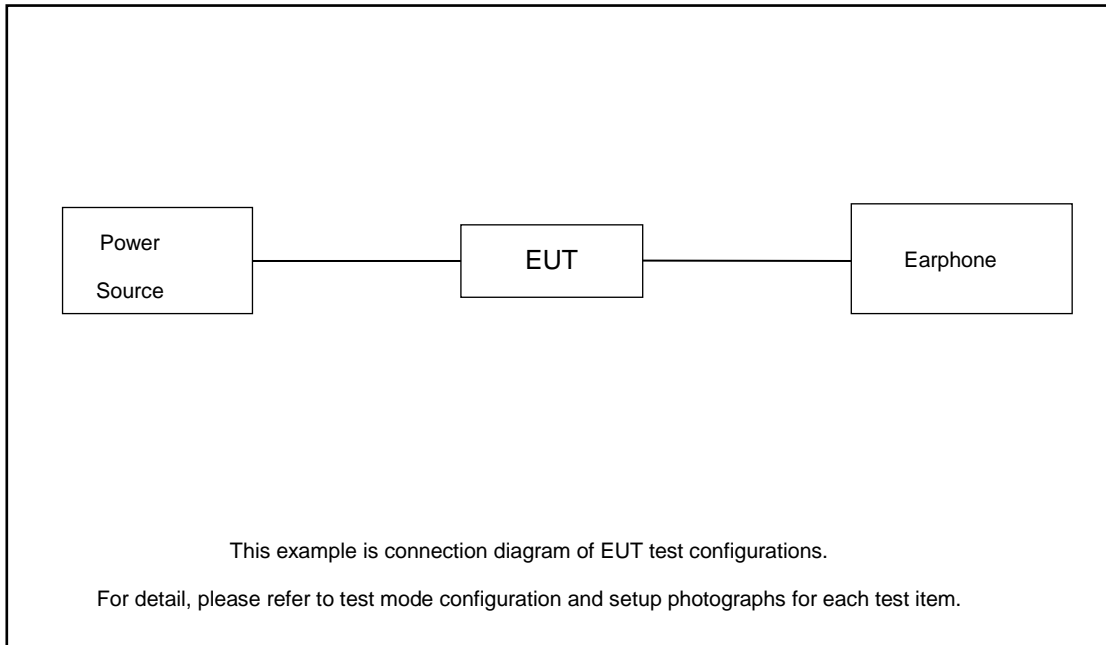 Power
Source
EUT
Earphone
This example is connection diagram of EUT test configurations.
For detail, please refer to test mode configuration and setup photographs for each test item.